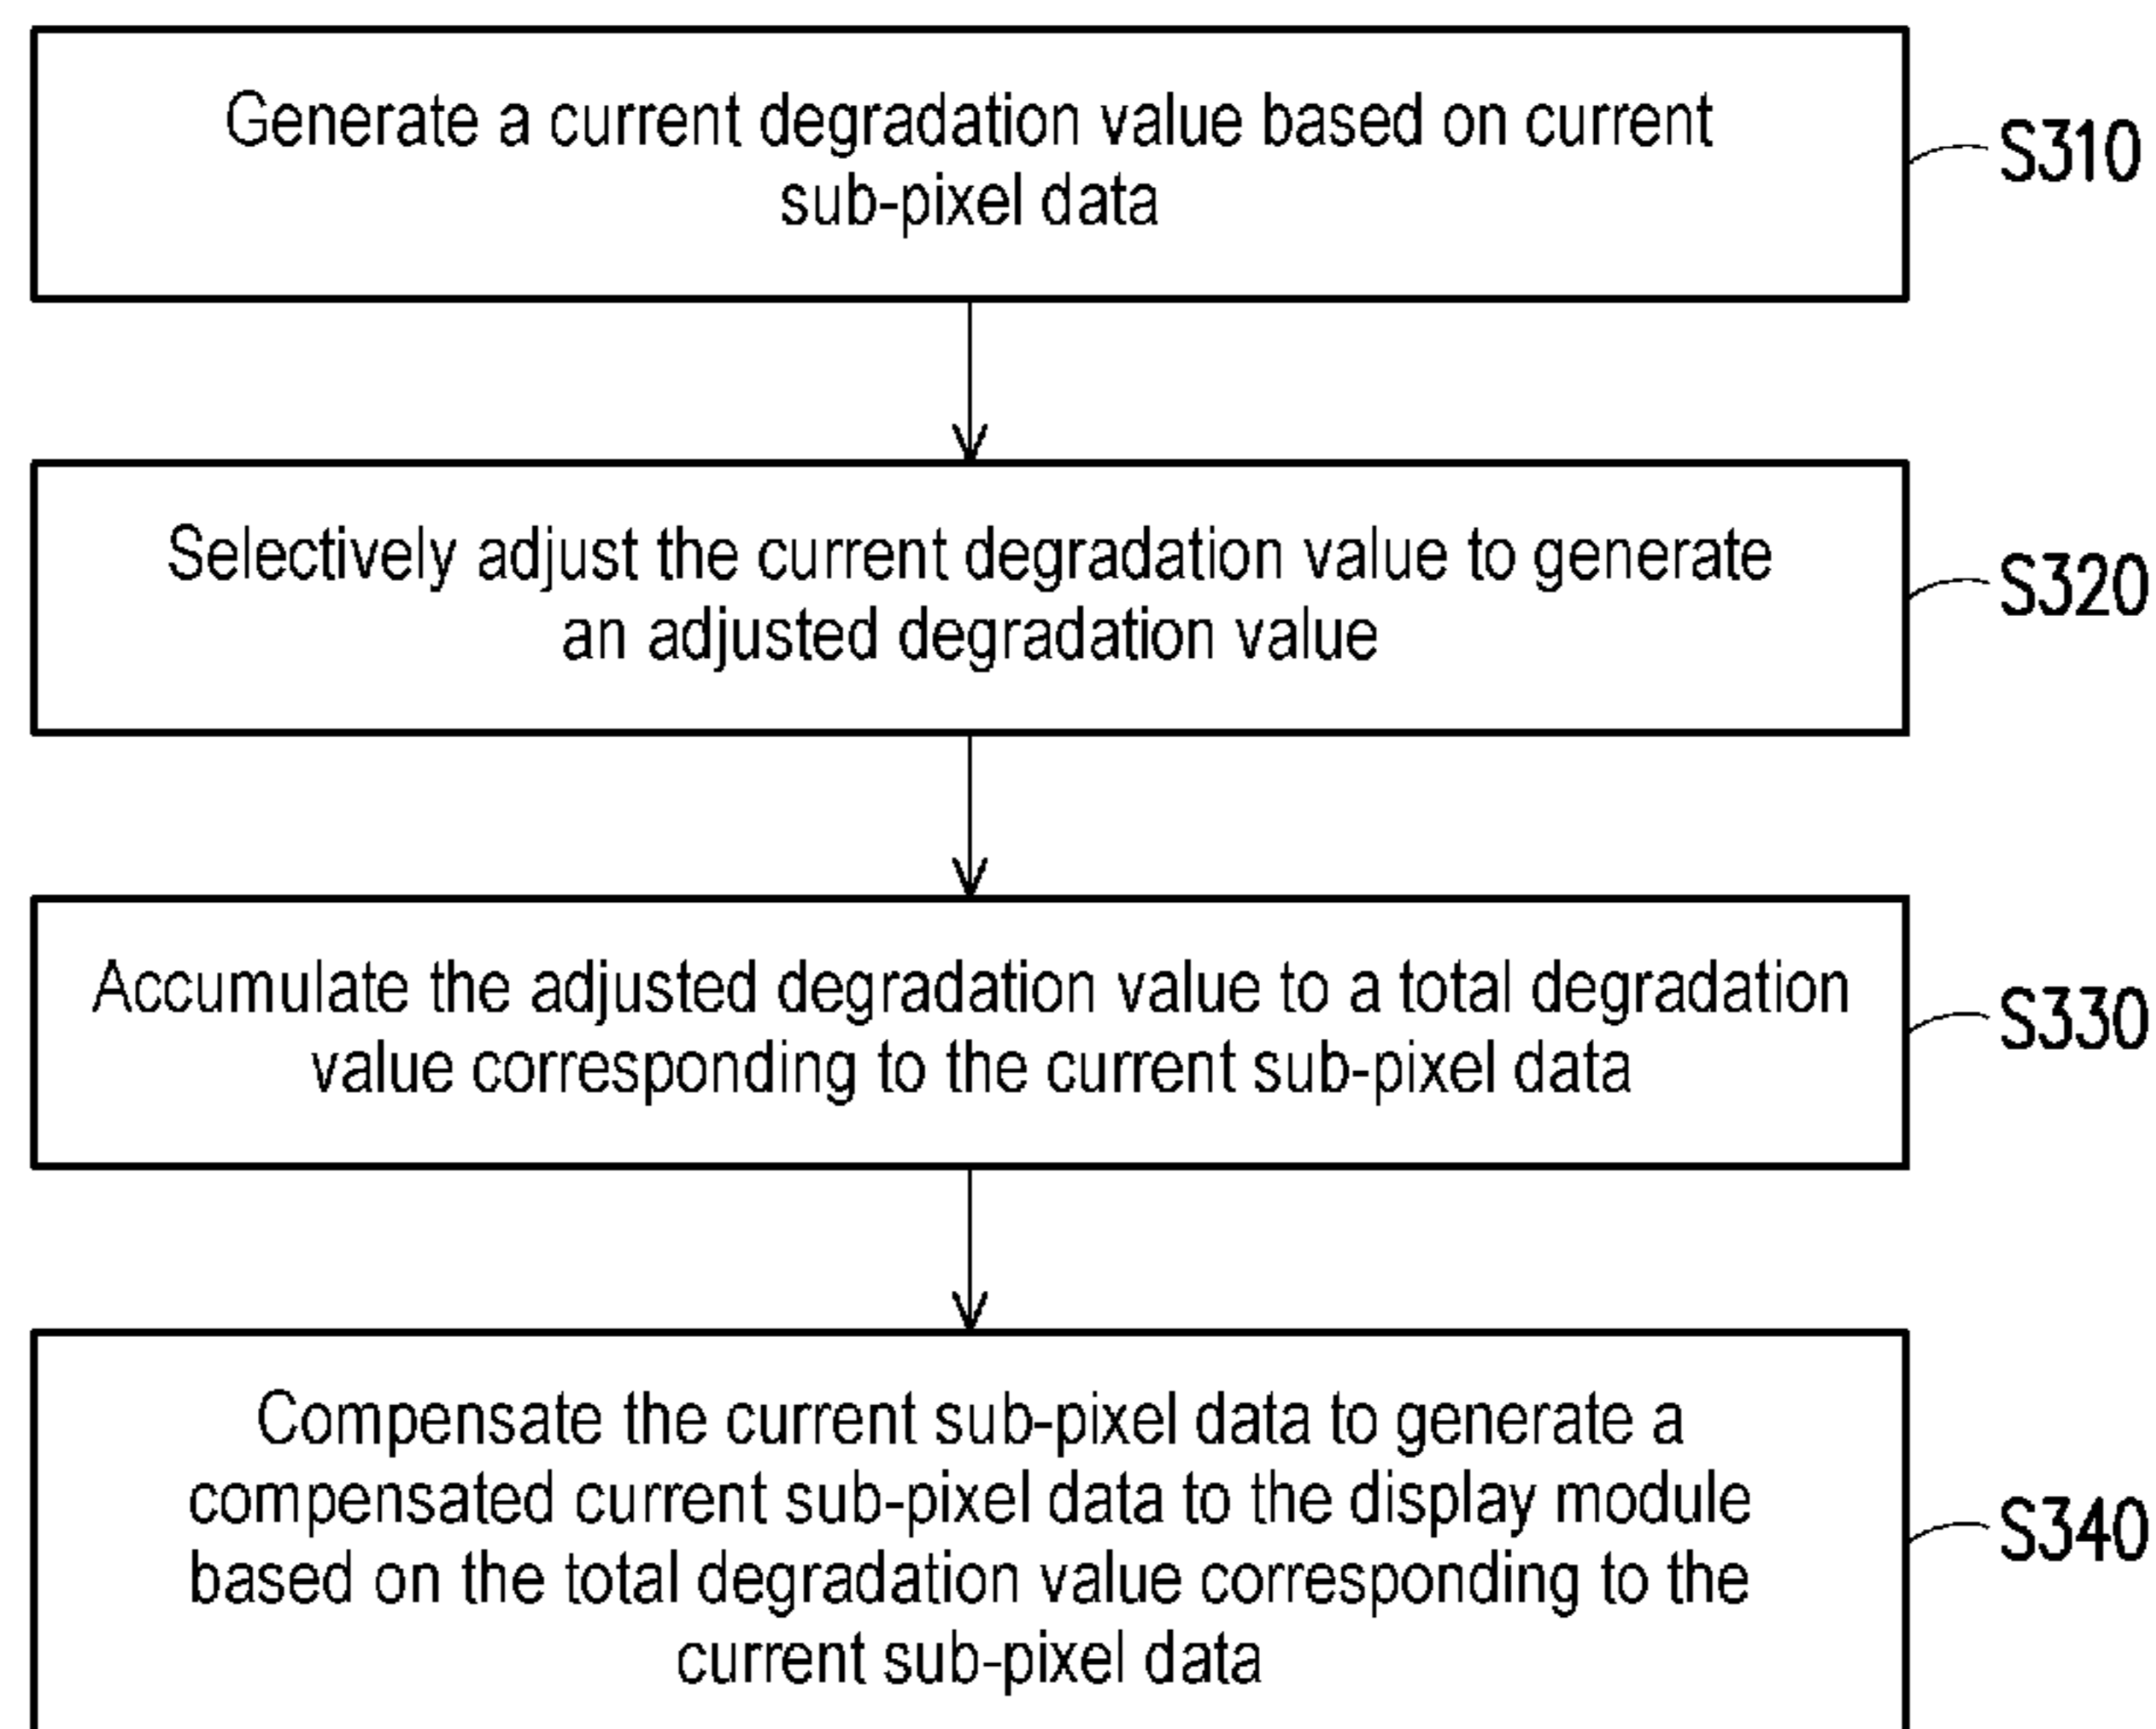 Generate a current degradation value based on current
sub-pixel data
S310
Selectively adjust the current degradation value to generate
an adjusted degradation value
S320
Accumulate the adjusted degradation value to a total degradation
value corresponding to the current sub-pixel data
S330
Compensate the current sub-pixel data to generate a
compensated current sub-pixel data to the display module
based on the total degradation value corresponding to the
current sub-pixel data
S340